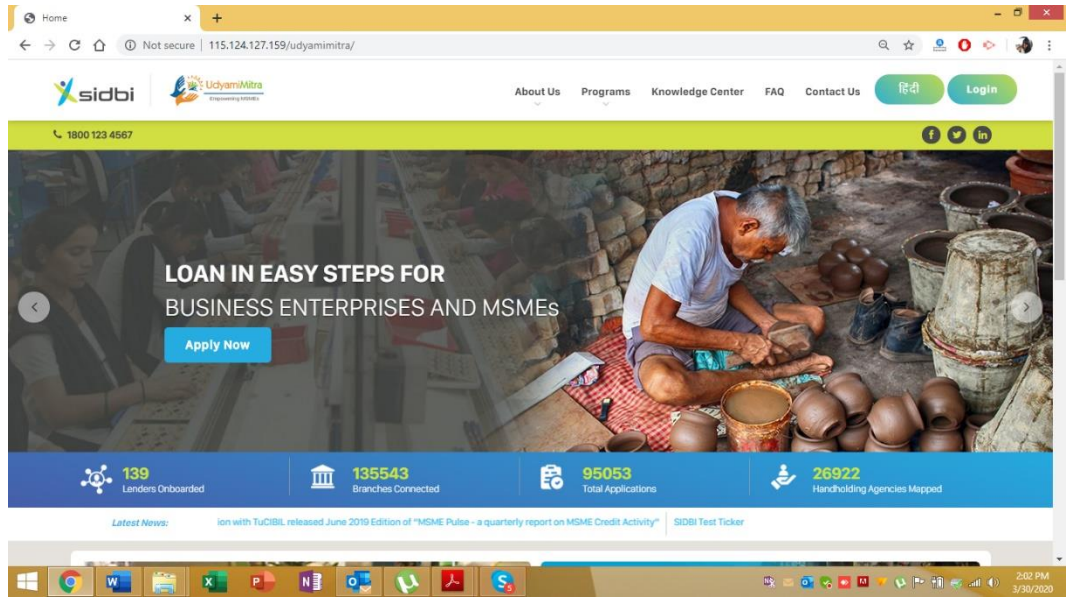 Home
Not secure | 115.124.127.159/udyamimitra/
sidbi
UdyamiMitra
Empowering MSMEs
About Us Programs Knowledge Center FAQ Contact Us हिंदी Login
1800 123 4567
LOAN IN EASY STEPS FOR
BUSINESS ENTERPRISES AND MSMEs
Apply Now
139
Lenders Onboarded
135543
Branches Connected
95053
Total Applications
26922
Handholding Agencies Mapped
Latest News: ion with TuCIBIL released June 2019 Edition of "MSME Pulse - a quarterly report on MSME Credit Activity" SIDBI Test Ticker
2:02 PM
3/30/2020